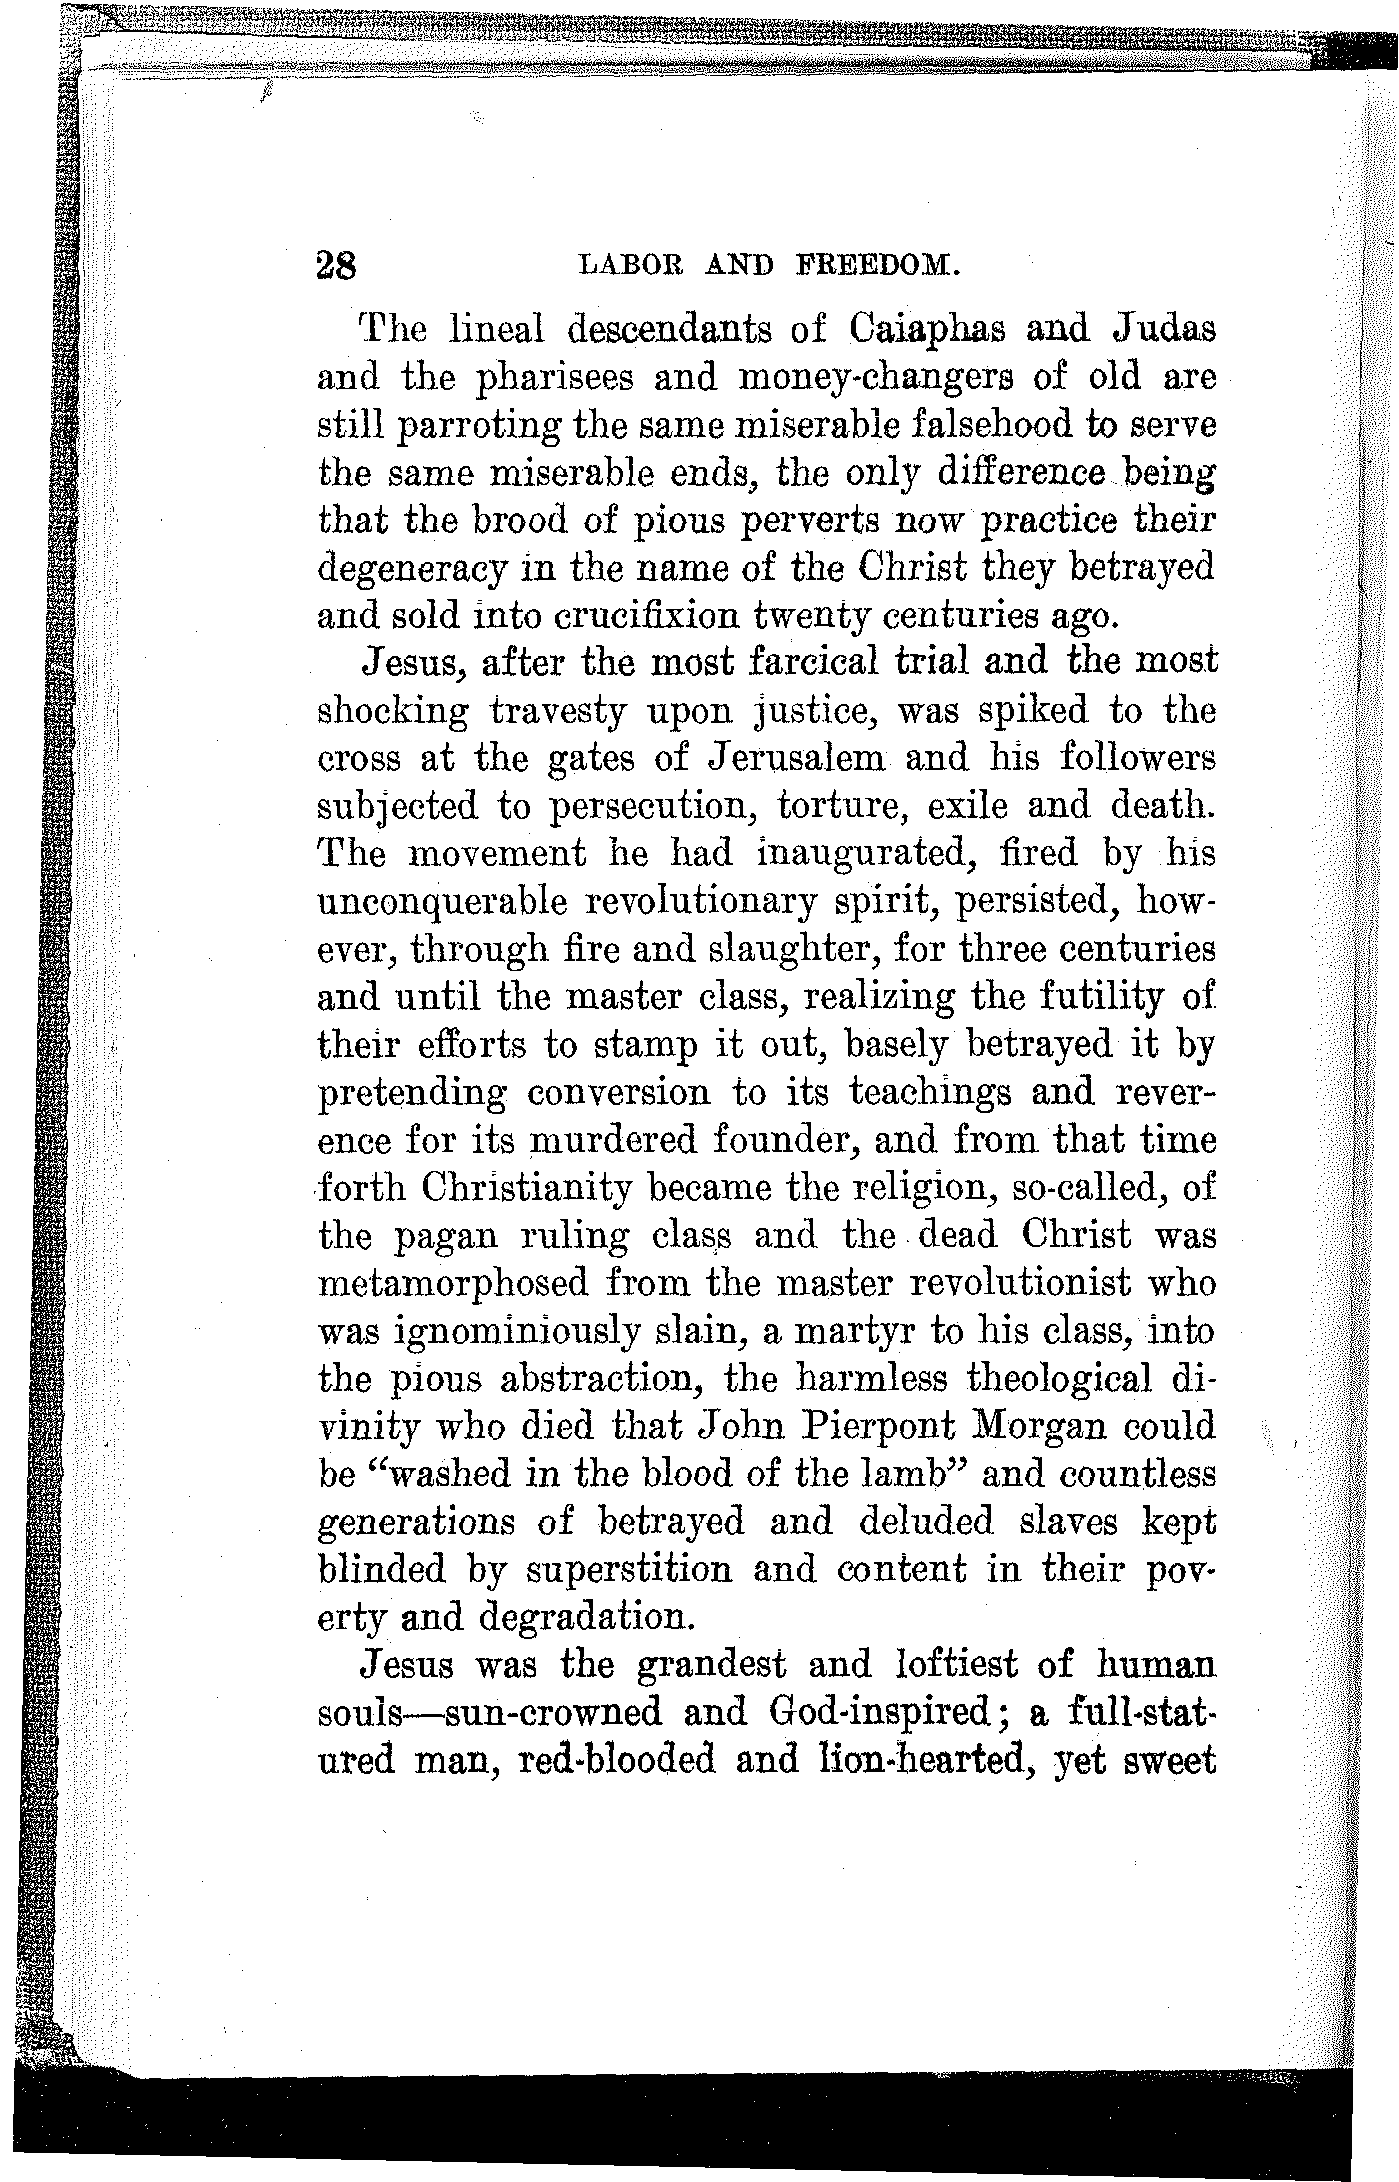 28 LABOR AND FREEDOM.
The lineal descendants of Caiaphas and Judas
and the pharisees and money-changers of old are
still parroting the same miserable falsehood to serve
the same miserable ends, the only difference being
that the brood of pious perverts now practice their
degeneracy in the name of the Christ they betrayed
and sold into crucifixion twenty centuries ago.
Jesus, after the most farcical trial and the most
shocking travesty upon justice, was spiked to the
cross at the gates of Jerusalem and his followers
subjected to persecution, torture, exile and death.
The movement he had inaugurated, fired by his
unconquerable revolutionary spirit, persisted, how-
ever, through fire and slaughter, for three centuries
and until the master class, realizing the futility of
their efforts to stamp it out, basely betrayed it by
pretending conversion to its teachings and rever-
ence for its murdered founder, and from that time
forth Christianity became the religion, so-called, of
the pagan ruling class and the dead Christ was
metamorphosed from the master revolutionist who
was ignominiously slain, a martyr to his class, into
the pious abstraction, the harmless theological di-
vinity who died that John Pierpont Morgan could
be “washed in the blood of the lamb” and countless
generations of betrayed and deluded slaves kept
blinded by superstition and content in their pov-
erty and degradation.
Jesus was the grandest and loftiest of human
souls—sun-crowned and God-inspired; a full-stat-
ured man, red-blooded and lion-hearted, yet sweet